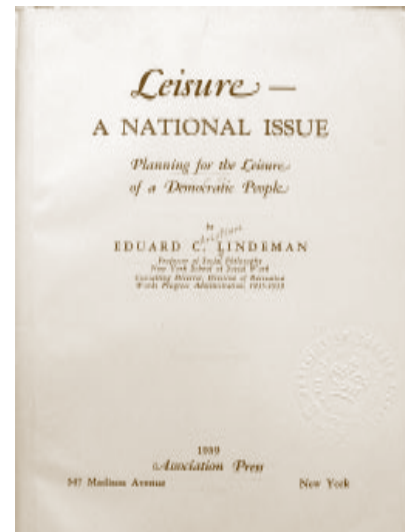 Leisure —
A NATIONAL ISSUE
Planning for the Leisure
of a Democratic People
by
EDUARD C. LINDEMAN
Professor of Social Philosophy
New York School of Social Work
Consulting Director, Division of Recreation
Works Progress Administration, 1935-1938
1939
Association Press
347 Madison Avenue
New York